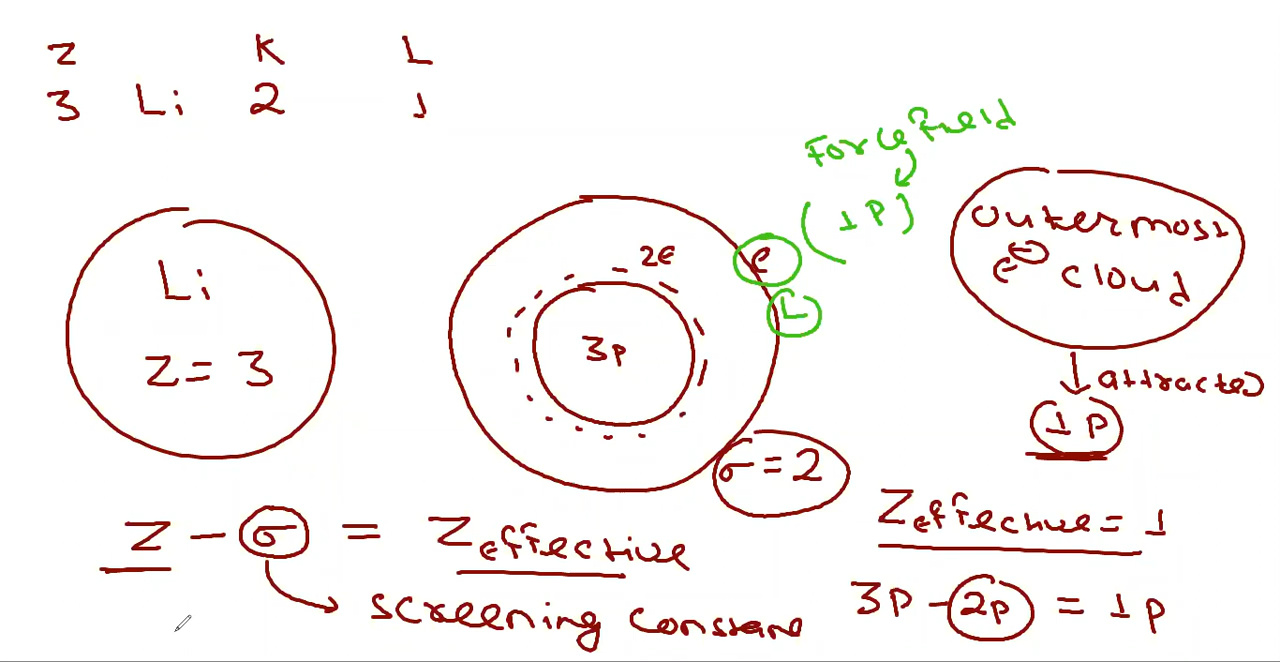 Z K L
3 Li 2 1
Force Field
(1P)
outermost
e⊖ cloud
Li
Z = 3
2e
e
L
3p
attracted
1 P
σ = 2
Z - σ = Zeffective
Zeffective = 1
screening constant
3P - 2p = 1p